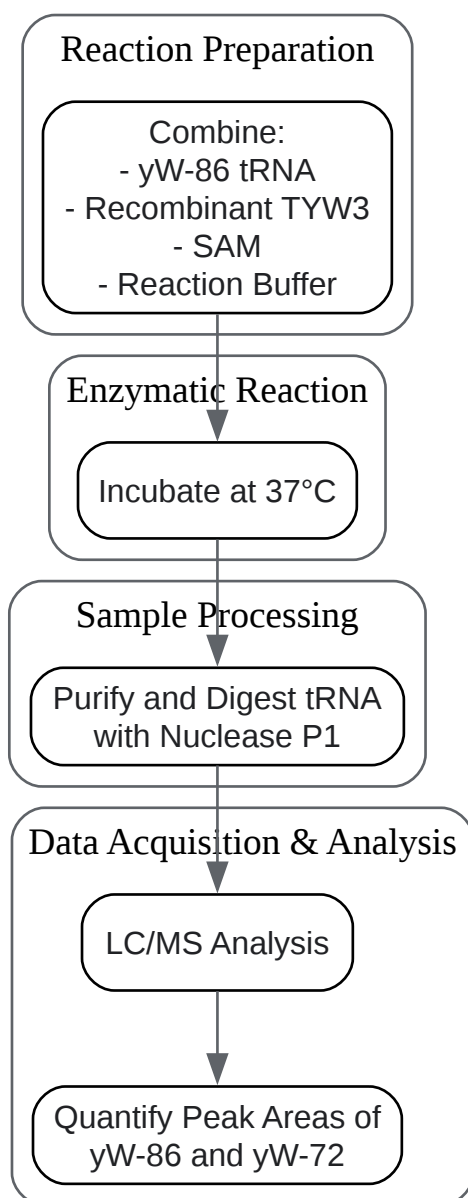 Reaction Preparation
Combine:
- yW-86 tRNA
- Recombinant TYW3
- SAM
- Reaction Buffer
Enzymatic Reaction
Incubate at 37°C
Sample Processing
Purify and Digest tRNA
with Nuclease P1
Data Acquisition & Analysis
LC/MS Analysis
Quantify Peak Areas of
yW-86 and yW-72